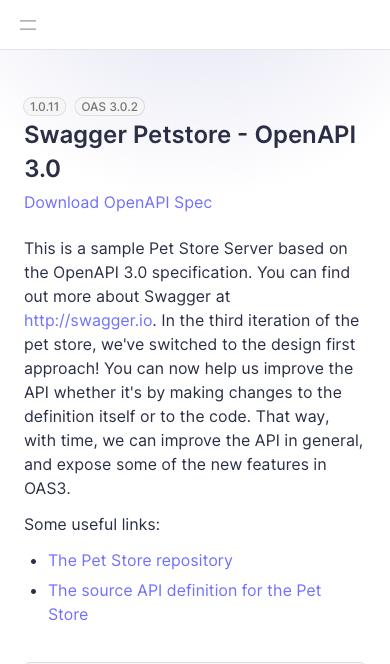 1.0.11 OAS 3.0.2
Swagger Petstore - OpenAPI
3.0
Download OpenAPI Spec
This is a sample Pet Store Server based on
the OpenAPI 3.0 specification. You can find
out more about Swagger at
http://swagger.io. In the third iteration of the
pet store, we've switched to the design first
approach! You can now help us improve the
API whether it's by making changes to the
definition itself or to the code. That way,
with time, we can improve the API in general,
and expose some of the new features in
OAS3.
Some useful links:
• The Pet Store repository
• The source API definition for the Pet
Store